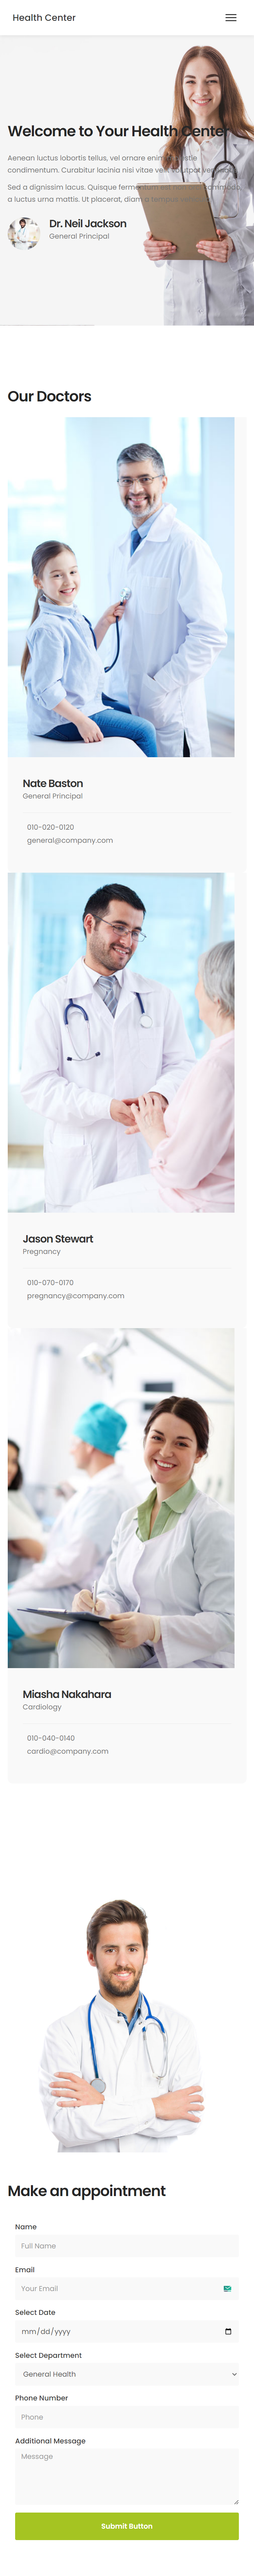 Health Center
Welcome to Your Health Center
Aenean luctus lobortis tellus, vel ornare enim molestie
condimentum. Curabitur lacinia nisi vitae velit volutpat
Sed a dignissim lacus. Quisque fermentum est non orci commodo,
a luctus urna mattis. Ut placerat, diam a tempus
Dr. Neil Jackson
General Principal
Our Doctors
Nate Baston
General Principal
010-020-0120
general@company.com
Jason Stewart
Pregnancy
010-070-0170
pregnancy@company.com
Miasha Nakahara
Cardiology
010-040-0140
cardio@company.com
Make an appointment
Name
Full Name
Email
Your Email
Select Date
mm/dd/yyyy
Select Department
General Health
Phone Number
Phone
Additional Message
Message
Submit Button